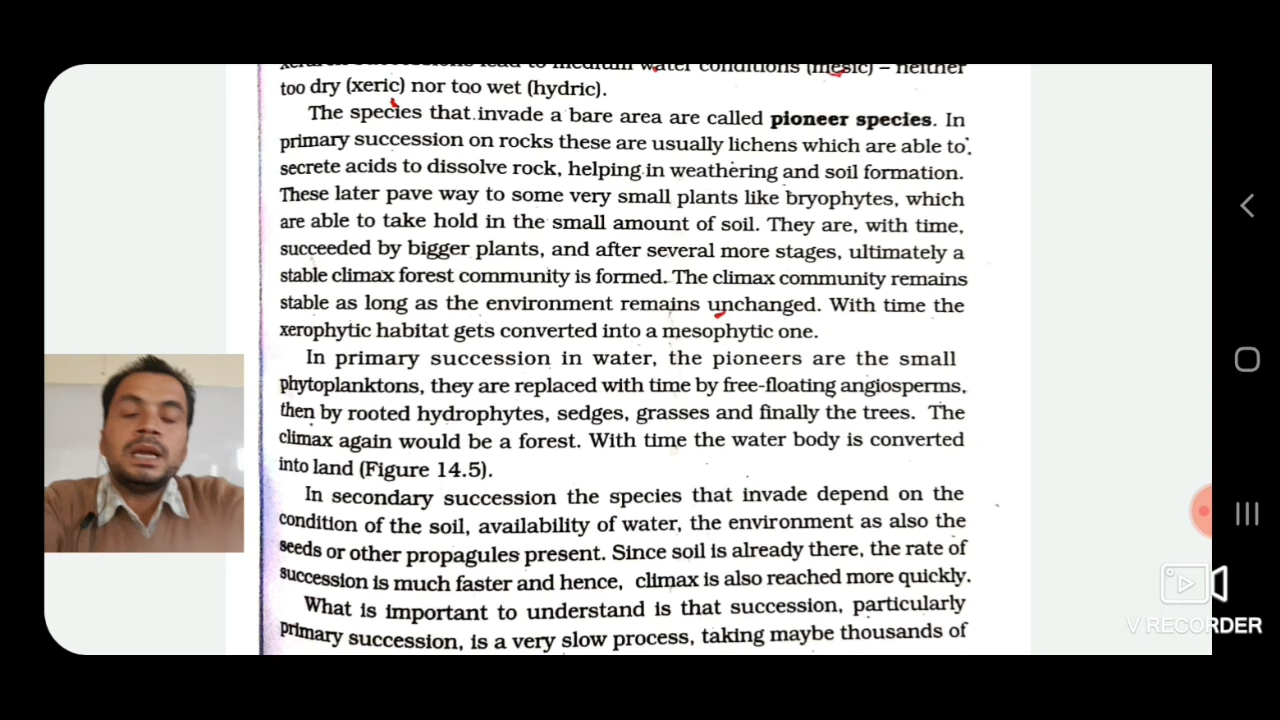 xerarch successions lead to medium water conditions (mesic) – neither
too dry (xeric) nor too wet (hydric).
The species that invade a bare area are called pioneer species. In
primary succession on rocks these are usually lichens which are able to
secrete acids to dissolve rock, helping in weathering and soil formation.
These later pave way to some very small plants like bryophytes, which
are able to take hold in the small amount of soil. They are, with time,
succeeded by bigger plants, and after several more stages, ultimately a
stable climax forest community is formed. The climax community remains
stable as long as the environment remains unchanged. With time the
xerophytic habitat gets converted into a mesophytic one.
In primary succession in water, the pioneers are the small
phytoplanktons, they are replaced with time by free-floating angiosperms,
then by rooted hydrophytes, sedges, grasses and finally the trees. The
climax again would be a forest. With time the water body is converted
into land (Figure 14.5).
In secondary succession the species that invade depend on the
condition of the soil, availability of water, the environment as also the
seeds or other propagules present. Since soil is already there, the rate of
succession is much faster and hence, climax is also reached more quickly.
What is important to understand is that succession, particularly
primary succession, is a very slow process, taking maybe thousands of
V RECORDER